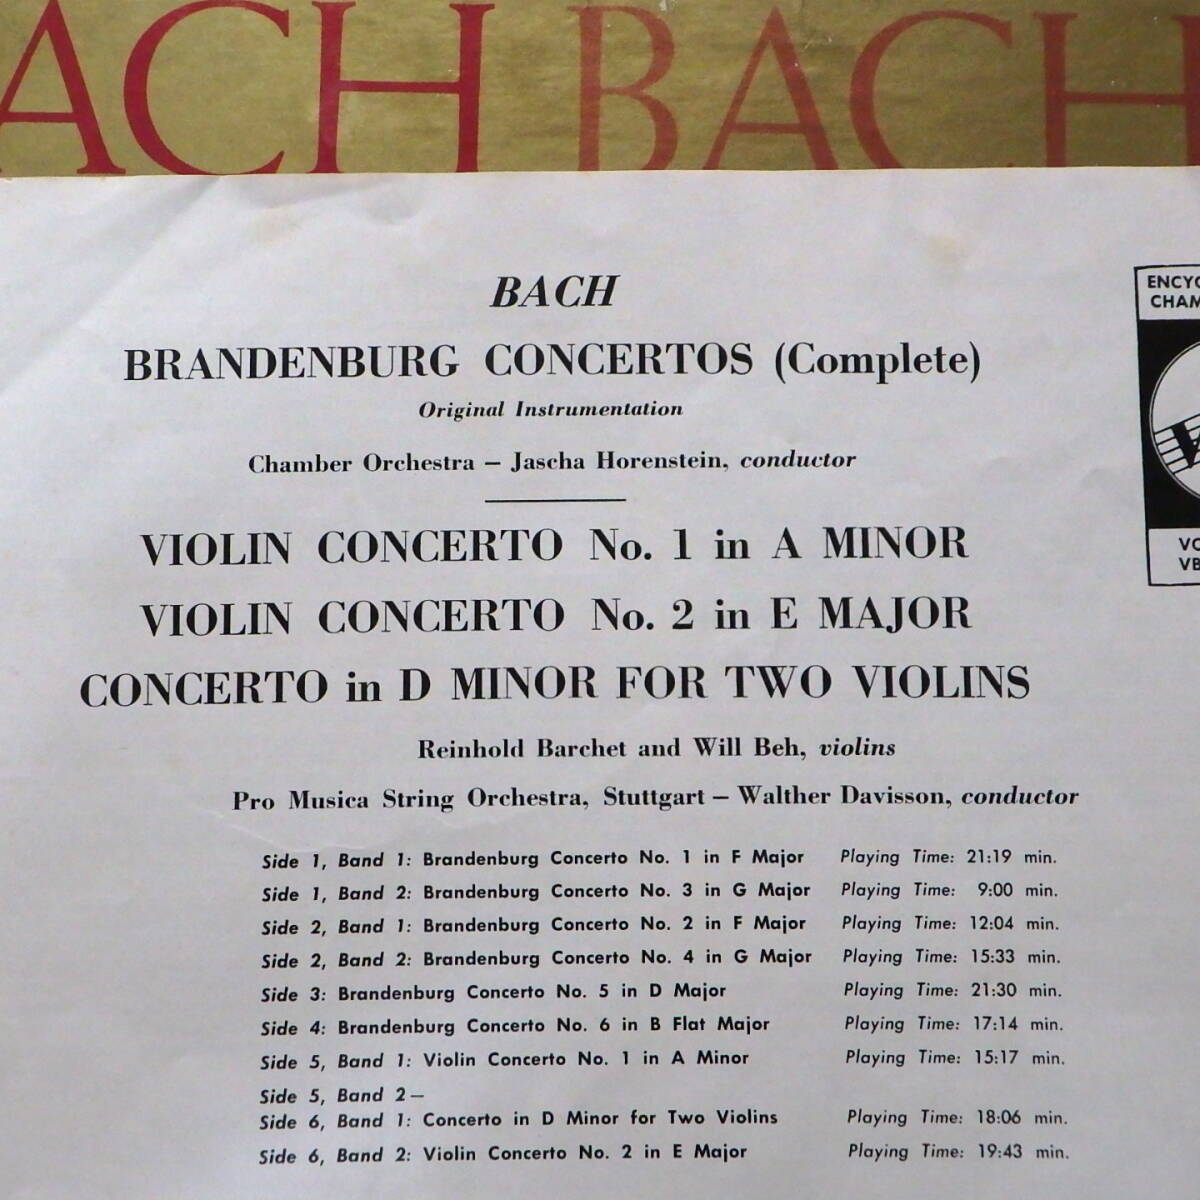 ACH BACH
BACH
BRANDENBURG CONCERTOS (Complete)
Original Instrumentation
Chamber Orchestra – Jascha Horenstein, conductor
VIOLIN CONCERTO No. 1 in A MINOR
VIOLIN CONCERTO No. 2 in E MAJOR
CONCERTO in D MINOR FOR TWO VIOLINS
Reinhold Barchet and Will Beh, violins
Pro Musica String Orchestra, Stuttgart – Walther Davisson, conductor
Side 1, Band 1: Brandenburg Concerto No. 1 in F Major Playing Time: 21:19 min.
Side 1, Band 2: Brandenburg Concerto No. 3 in G Major Playing Time: 9:00 min.
Side 2, Band 1: Brandenburg Concerto No. 2 in F Major Playing Time: 12:04 min.
Side 2, Band 2: Brandenburg Concerto No. 4 in G Major Playing Time: 15:33 min.
Side 3: Brandenburg Concerto No. 5 in D Major Playing Time: 21:30 min.
Side 4: Brandenburg Concerto No. 6 in B Flat Major Playing Time: 17:14 min.
Side 5, Band 1: Violin Concerto No. 1 in A Minor Playing Time: 15:17 min.
Side 5, Band 2–
Side 6, Band 1: Concerto in D Minor for Two Violins Playing Time: 18:06 min.
Side 6, Band 2: Violin Concerto No. 2 in E Major Playing Time: 19:43 min.
ENCYC
CHAM
V
VO
VB